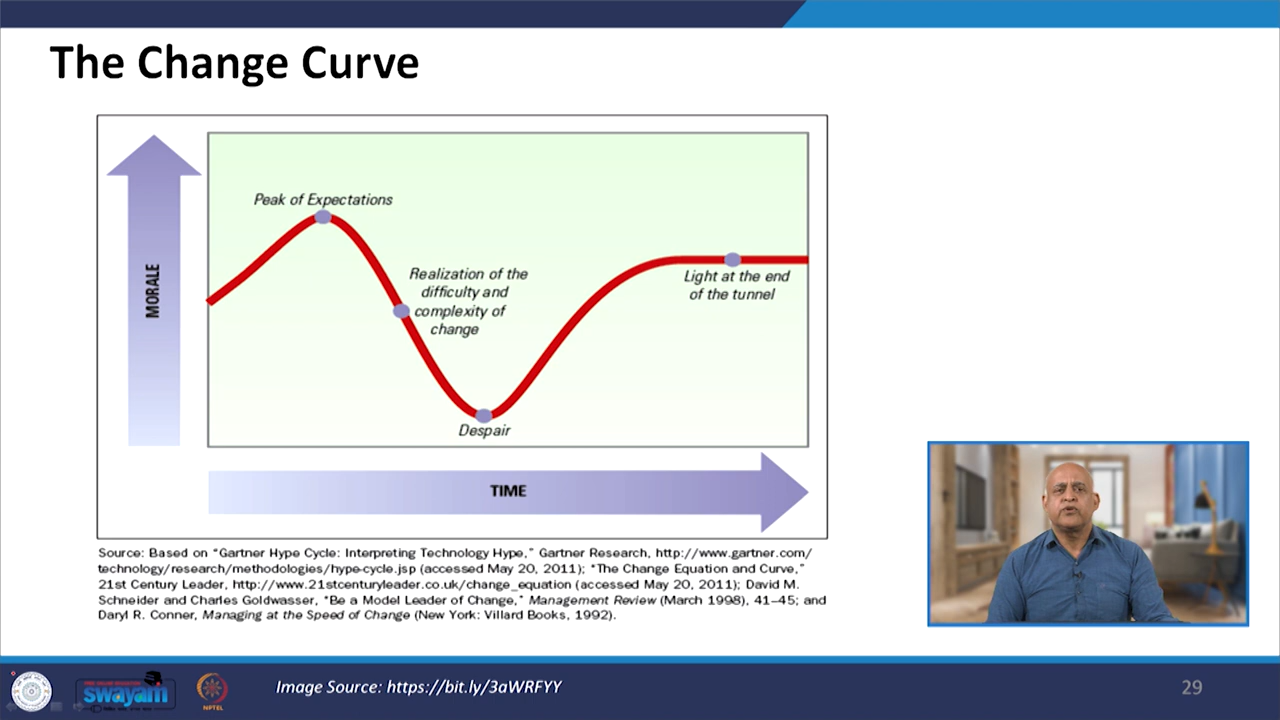 The Change Curve
MORALE
Peak of Expectations
Realization of the
difficulty and
complexity of
change
Light at the end
of the tunnel
Despair
TIME
Source: Based on "Gartner Hype Cycle: Interpreting Technology Hype," Gartner Research, http://www.gartner.com/
technology/research/methodologies/hype-cycle.jsp (accessed May 20, 2011); "The Change Equation and Curve,"
21st Century Leader, http://www.21stcenturyleader.co.uk/change_equation (accessed May 20, 2011); David M.
Schneider and Charles Goldwasser, "Be a Model Leader of Change," Management Review (March 1998), 41–45; and
Daryl R. Conner, Managing at the Speed of Change (New York: Villard Books, 1992).
swayam
NPTEL
Image Source: https://bit.ly/3aWRFYY
29